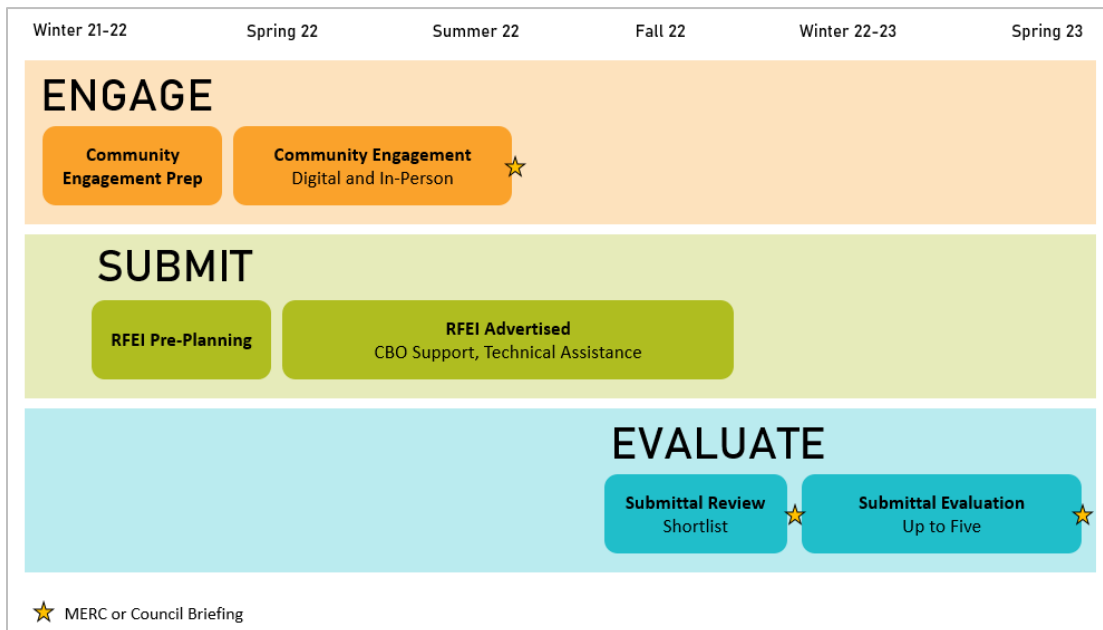 Winter 21-22 Spring 22 Summer 22 Fall 22 Winter 22-23 Spring 23
ENGAGE
Community
Engagement Prep
Community Engagement
Digital and In-Person
SUBMIT
RFEI Pre-Planning
RFEI Advertised
CBO Support, Technical Assistance
EVALUATE
Submittal Review
Shortlist
Submittal Evaluation
Up to Five
MERC or Council Briefing